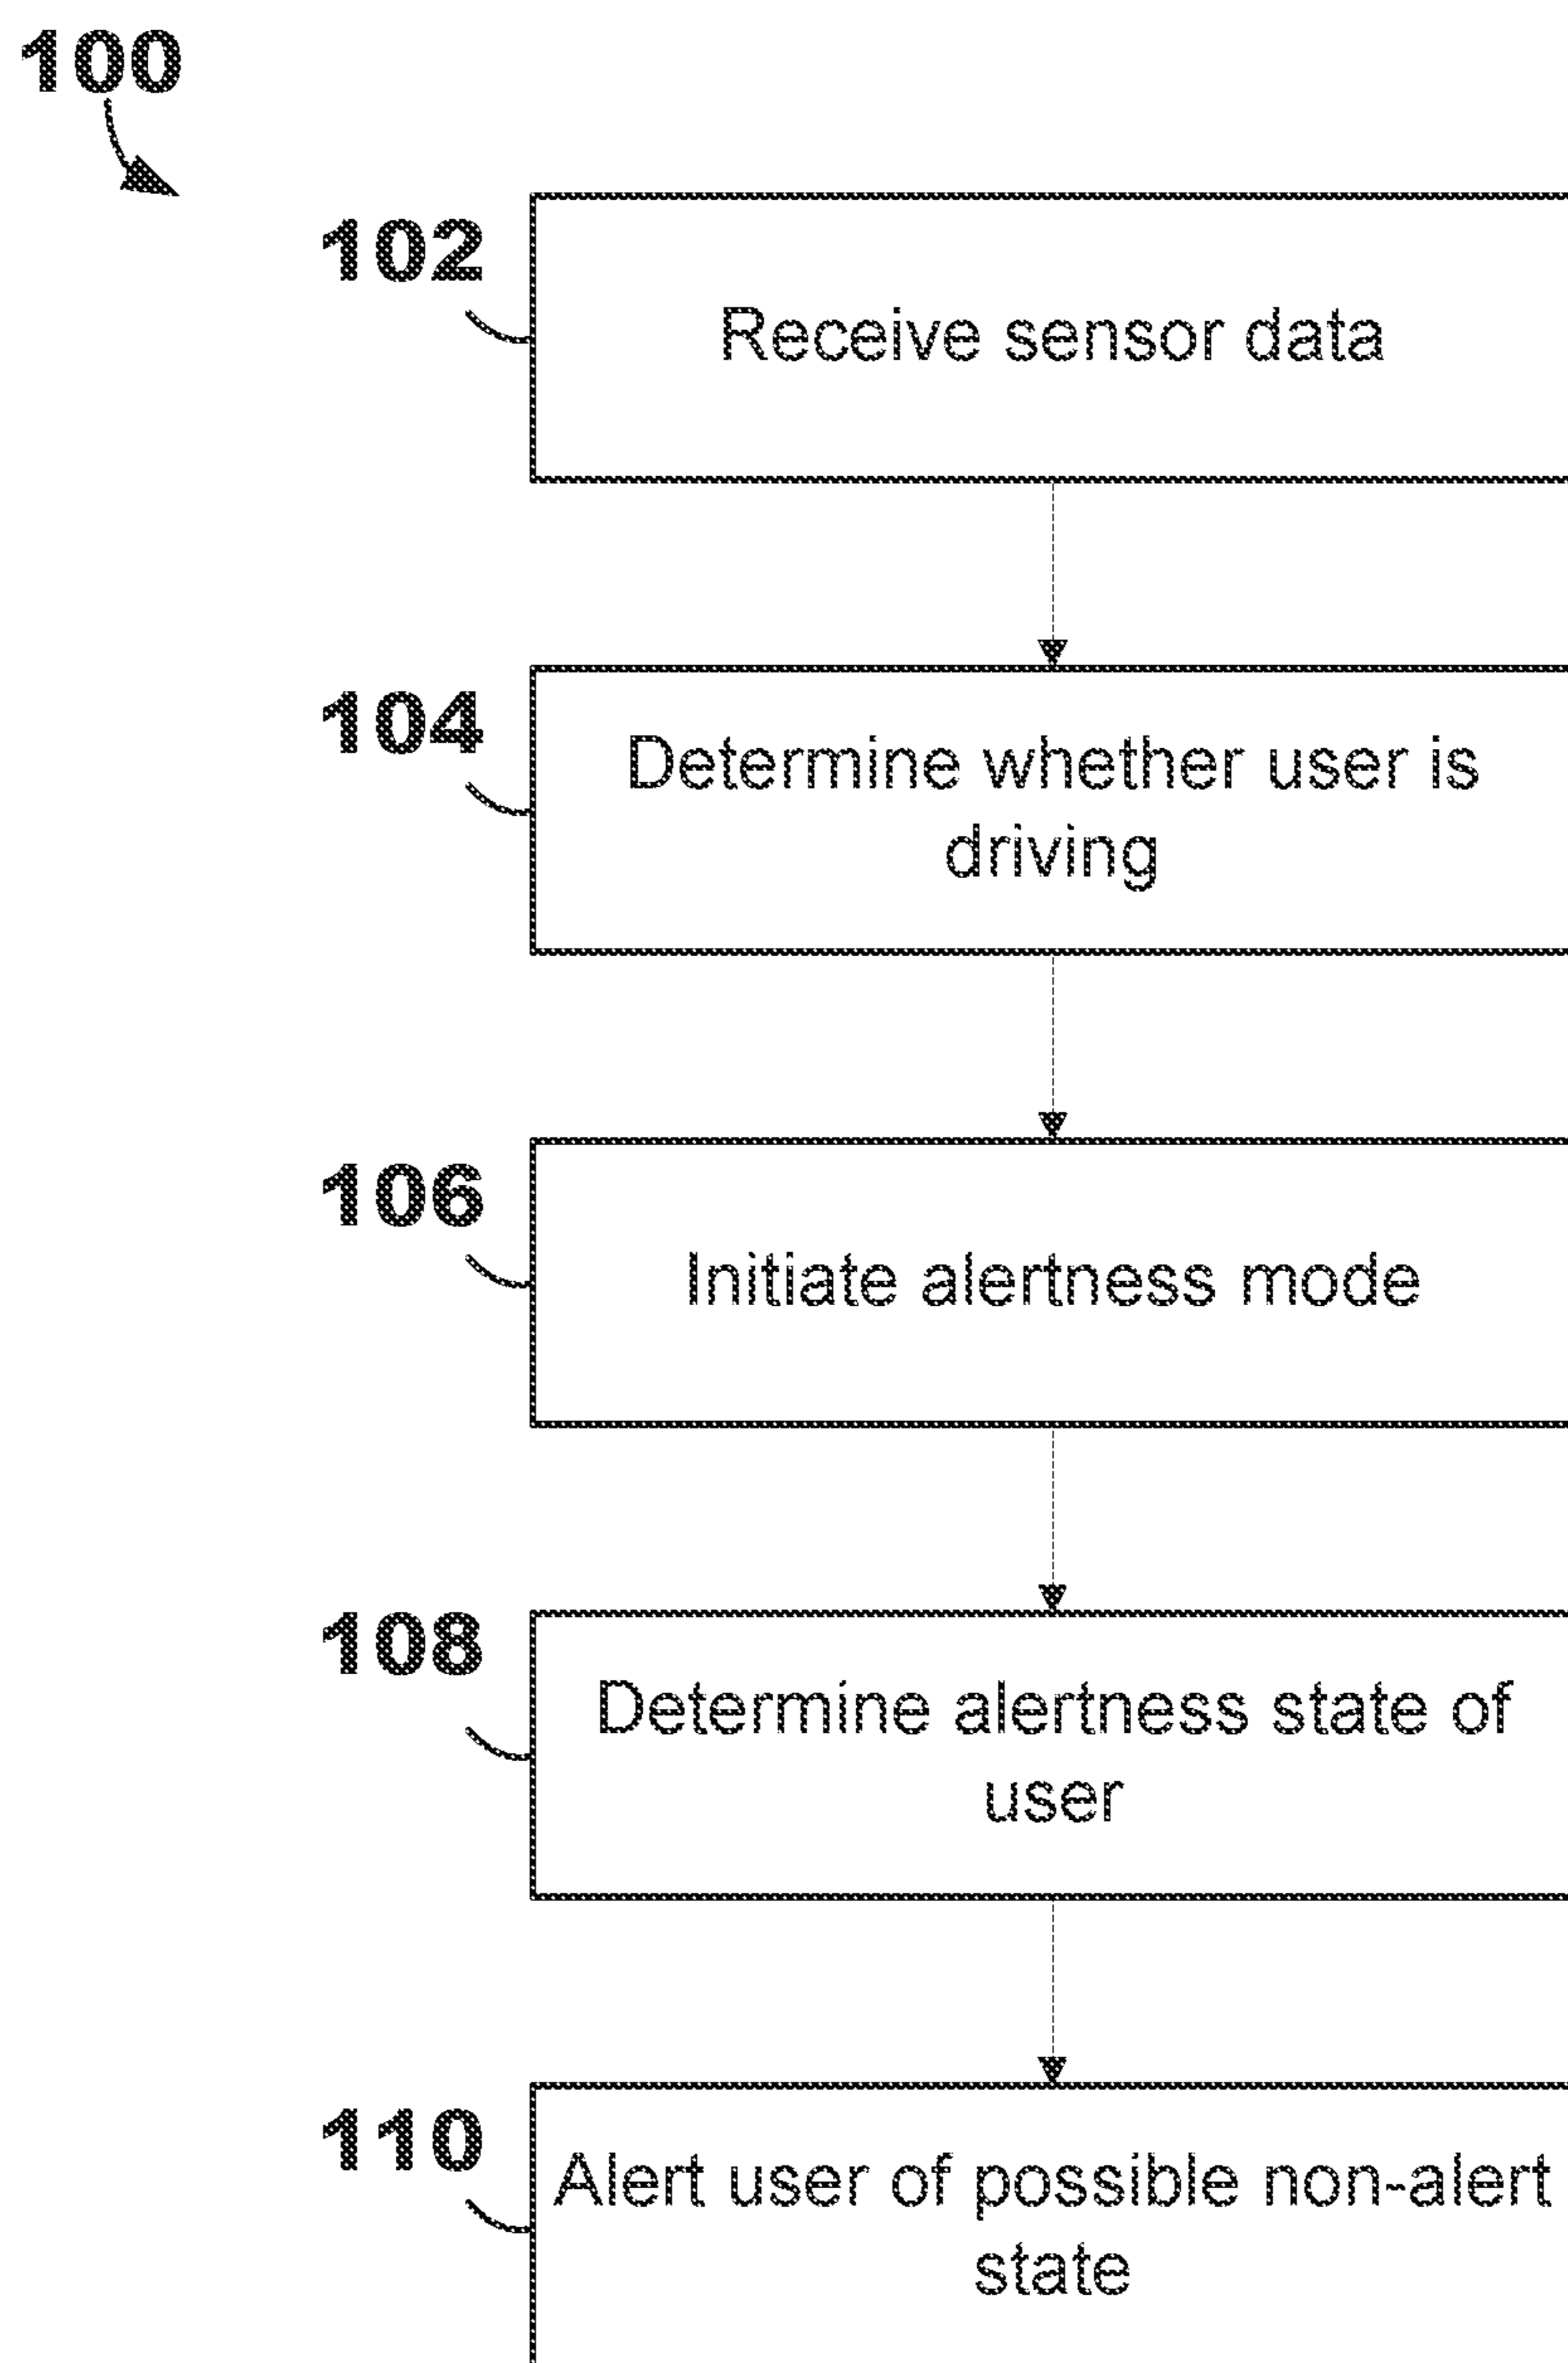 100
102
Receive sensor data
104
Determine whether user is
driving
106
Initiate alertness mode
108
Determine alertness state of
user
110
Alert user of possible non-alert
state